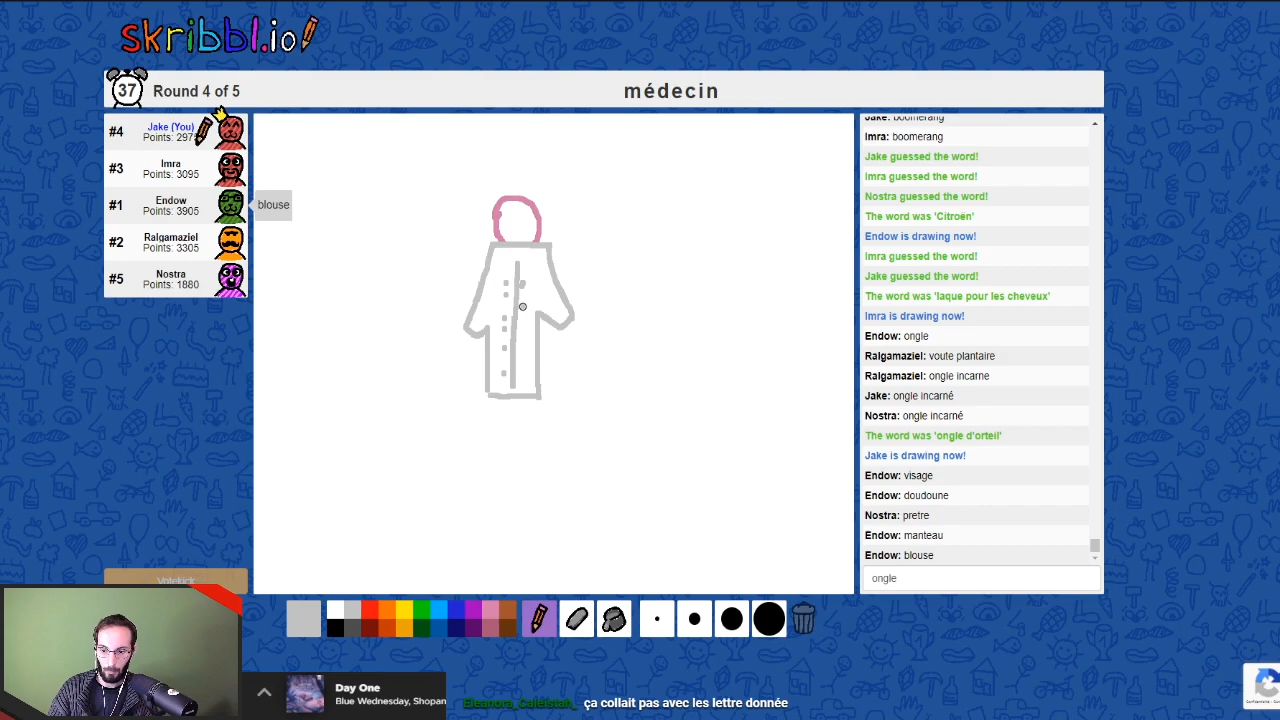 skribbl.io
37
Round 4 of 5
médecin
#4
Jake (You)
Points: 297
#3
Imra
Points: 3095
#1
Endow
Points: 3905
blouse
#2
Ralgamaziel
Points: 3305
#5
Nostra
Points: 1880
Jake: boomerang
Imra: boomerang
Jake guessed the word!
Imra guessed the word!
Nostra guessed the word!
The word was 'Citroën'
Endow is drawing now!
Imra guessed the word!
Jake guessed the word!
The word was 'laque pour les cheveux'
Imra is drawing now!
Endow: ongle
Ralgamaziel: voute plantaire
Ralgamaziel: ongle incarne
Jake: ongle incarné
Nostra: ongle incarné
The word was 'ongle d'orteil'
Jake is drawing now!
Endow: visage
Endow: doudoune
Nostra: pretre
Endow: manteau
Endow: blouse
ongle
Votekick
Day One
Blue Wednesday, Shopan
ça collait pas avec les lettre donnée